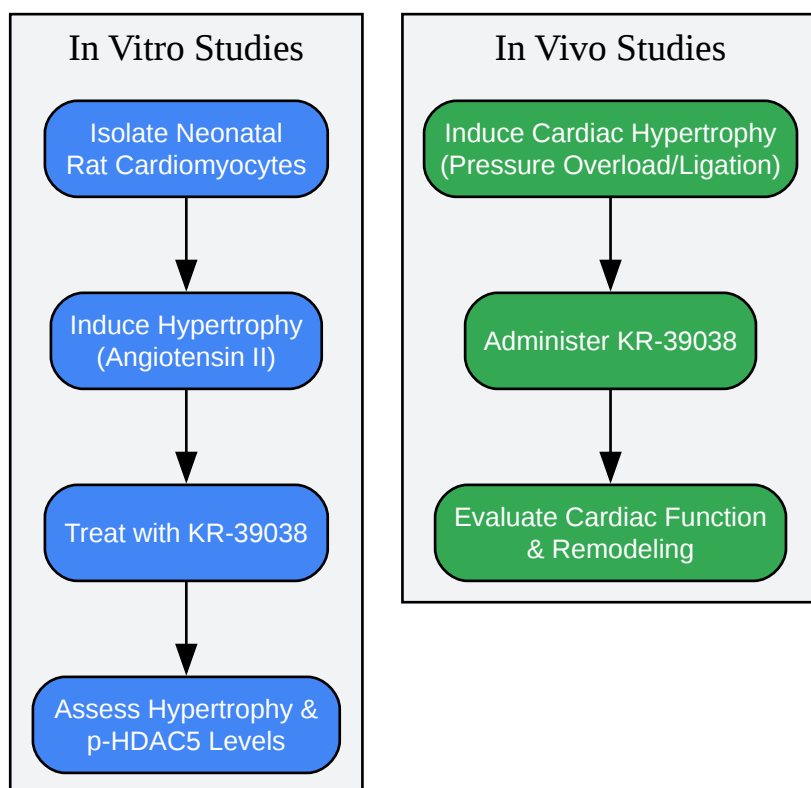 In Vitro Studies
Isolate Neonatal
Rat Cardiomyocytes
Induce Hypertrophy
(Angiotensin II)
Treat with KR-39038
Assess Hypertrophy &
p-HDAC5 Levels
In Vivo Studies
Induce Cardiac Hypertrophy
(Pressure Overload/Ligation)
Administer KR-39038
Evaluate Cardiac Function
& Remodeling